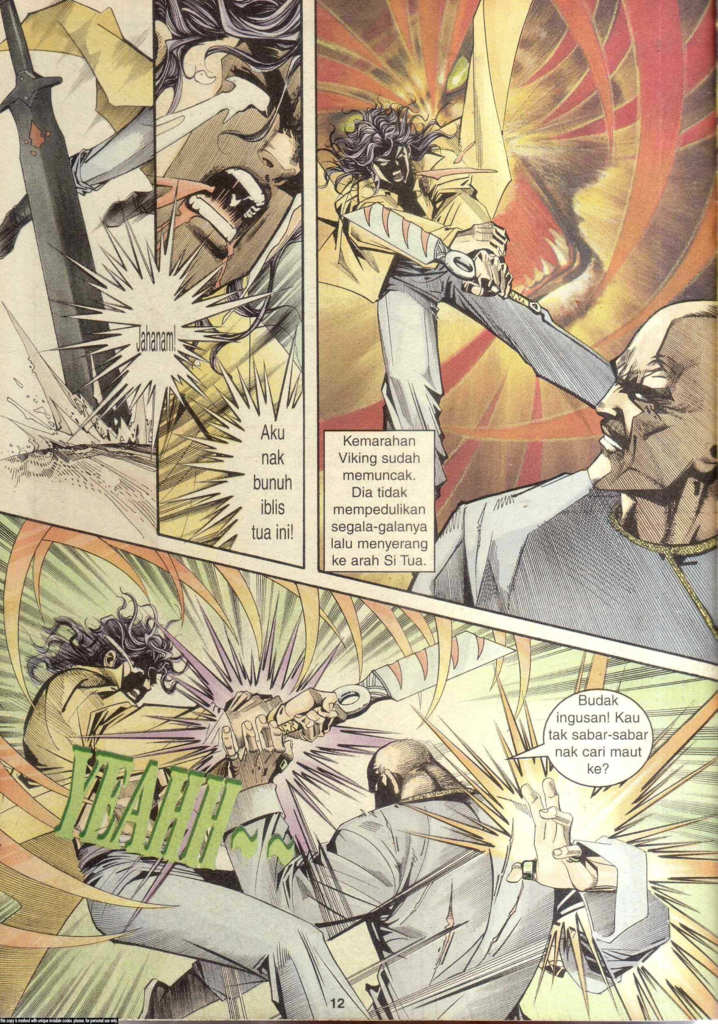 Jahanam!
Aku
nak
bunuh
iblis
tua ini!
Kemarahan
Viking sudah
memuncak.
Dia tidak
mempedulikan
segala-galanya
lalu menyerang
ke arah Si Tua.
YEAHH~~
Budak
ingusan! Kau
tak sabar-sabar
nak cari maut
ke?
12